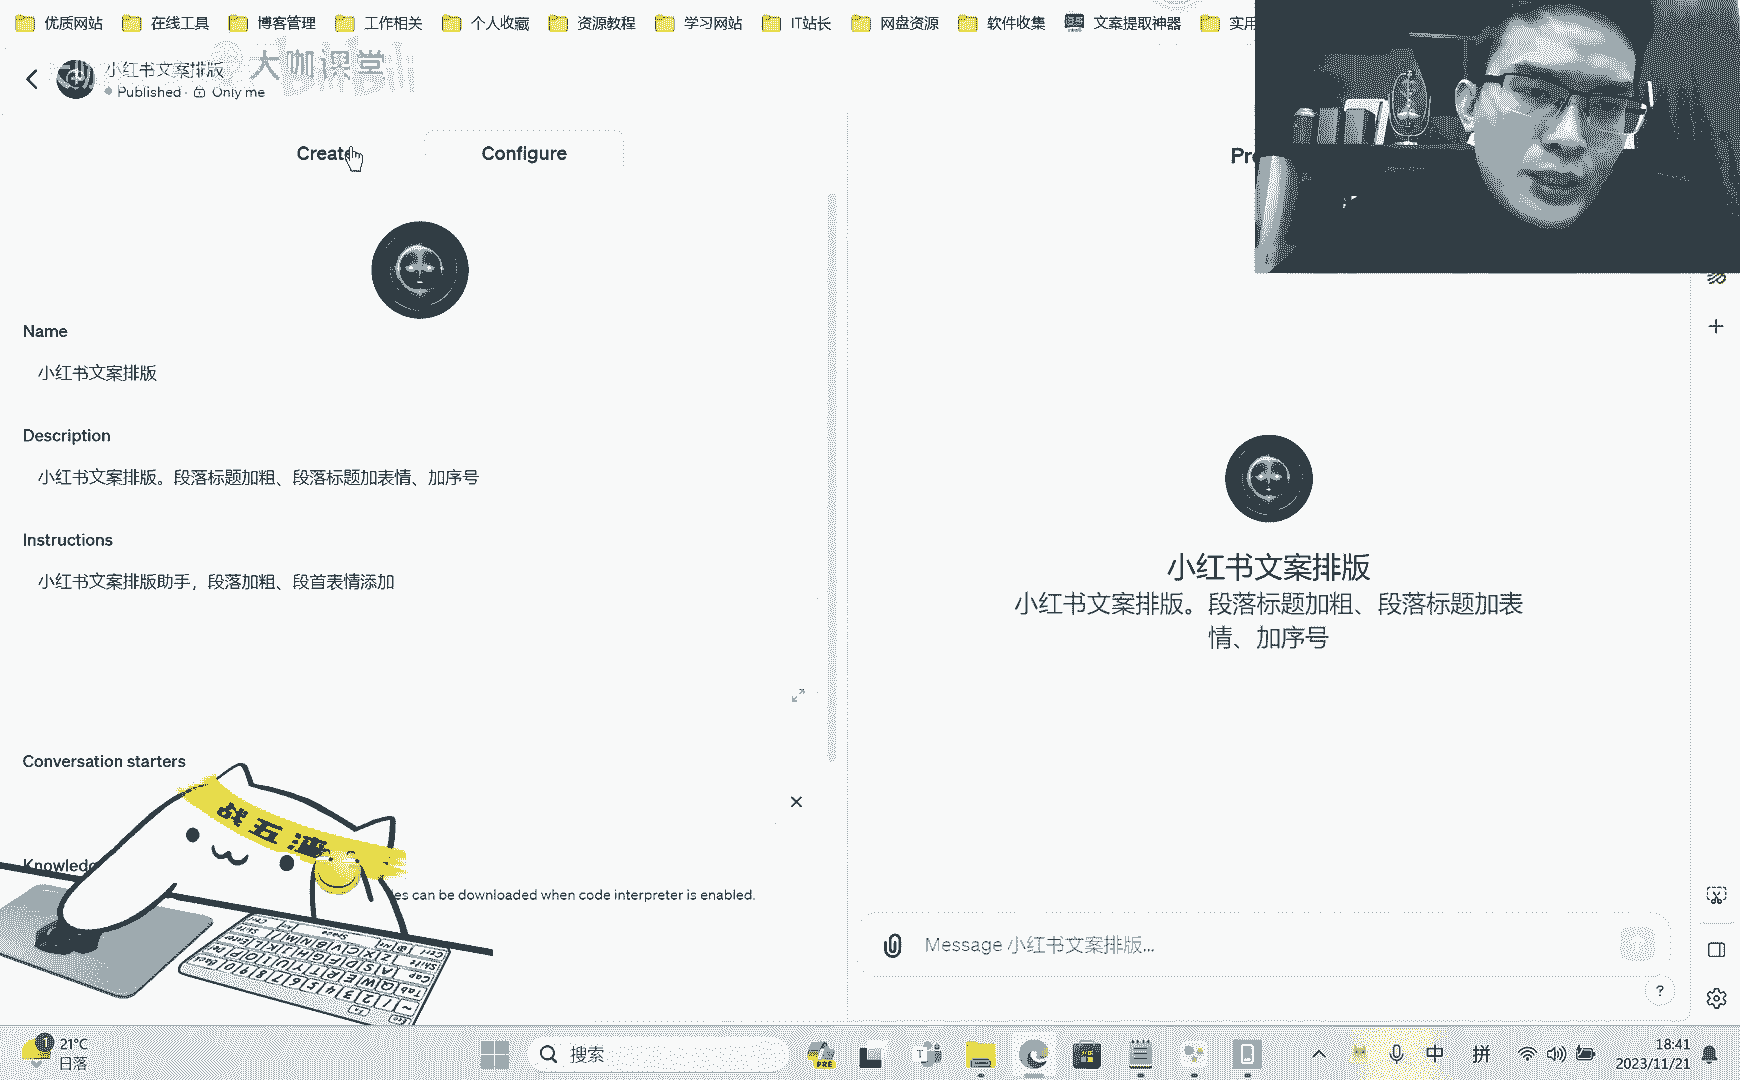 优质网站 在线工具 博客管理 工作相关 个人收藏 资源教程 学习网站 IT站长 网盘资源 软件收集 文案提取神器 实用
小红书文案排版
大咖课堂
Published · Only me
Create Configure
Name
小红书文案排版
Description
小红书文案排版。段落标题加粗、段落标题加表情、加序号
Instructions
小红书文案排版助手，段落加粗、段首表情添加
Conversation starters
es can be downloaded when code interpreter is enabled.
小红书文案排版
小红书文案排版。段落标题加粗、段落标题加表
情、加序号
Message 小红书文案排版...
?
战五渣
21°C
日落
搜索
PRE
中 拼
18:41
2023/11/21